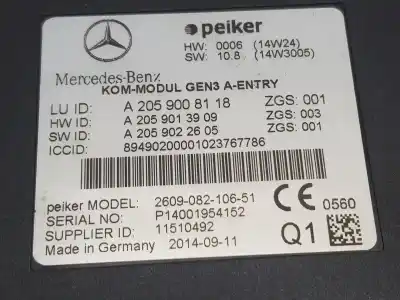 peiker
HW: 0006 (14W24)
SW: 10.8 (14W3005)
Mercedes-Benz
KOM-MODUL GEN3 A-ENTRY
LU ID: A 205 900 81 18 ZGS: 001
HW ID: A 205 901 39 09 ZGS: 003
SW ID: A 205 902 26 05 ZGS: 001
ICCID: 89490200001023767786
peiker MODEL: 2609-082-106-51
SERIAL NO: P14001954152
SUPPLIER ID: 11510492
Made in Germany 2014-09-11
CE 0560
Q1